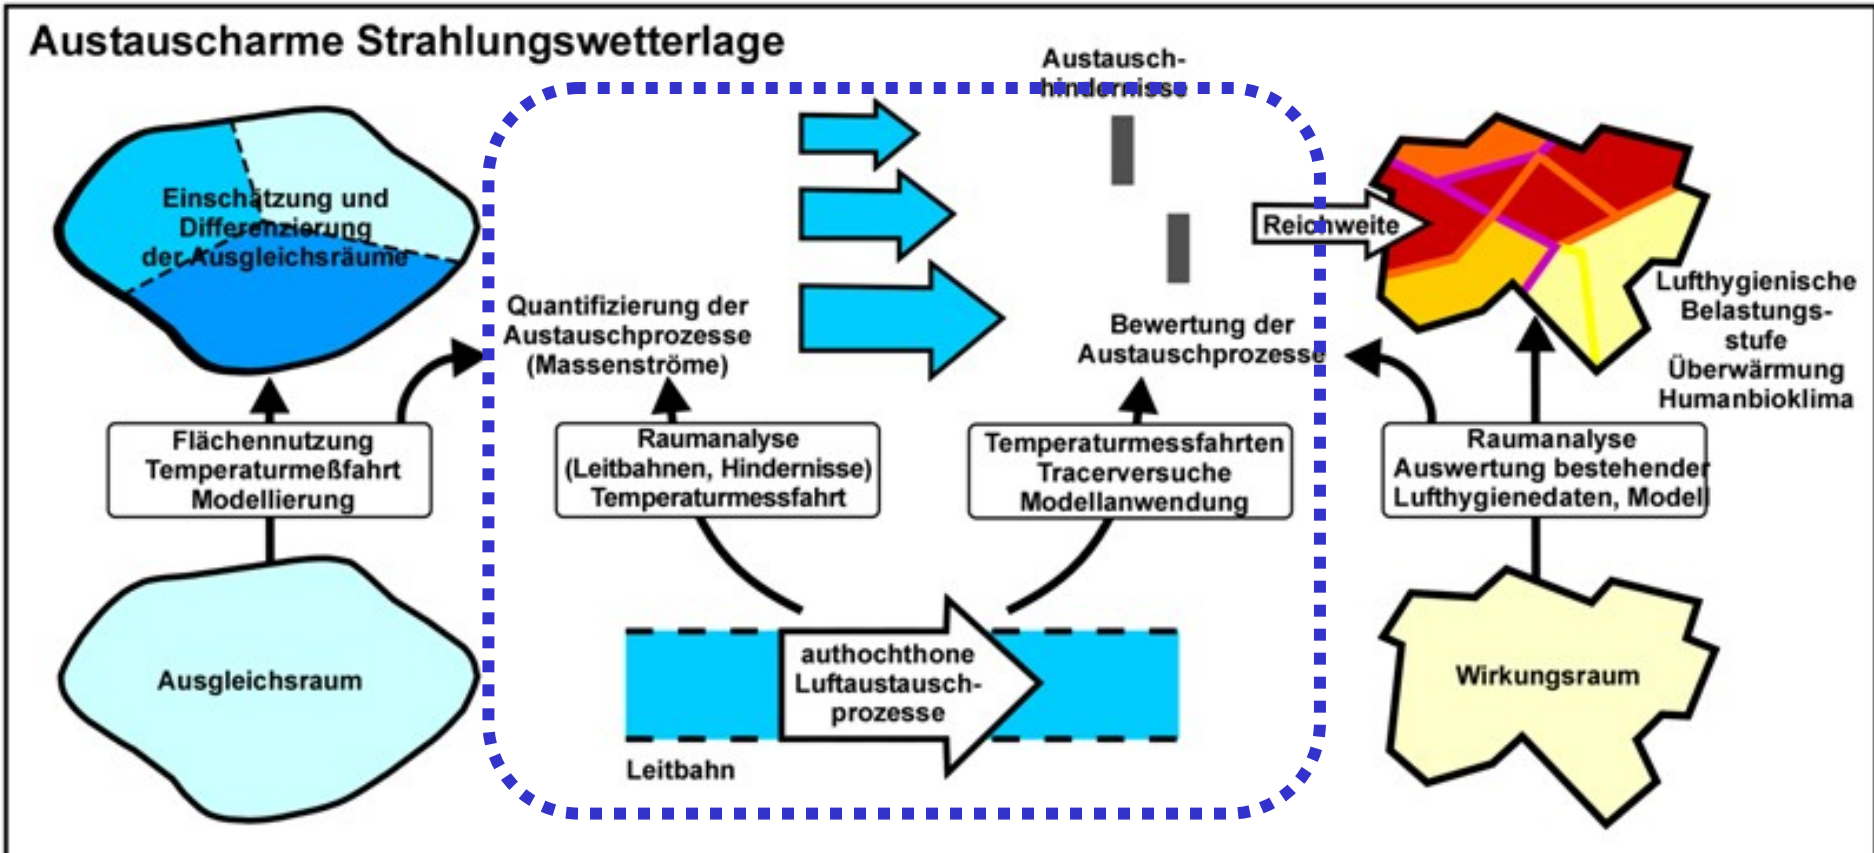 Austauscharme Strahlungswetterlage
Austausch-
hindernisse
Einschätzung und
Differenzierung
der Ausgleichsräume
Reichweite
Quantifizierung der
Austauschprozesse
(Massenströme)
Bewertung der
Austauschprozesse
Lufthygienische
Belastungs-
stufe
Überwärmung
Humanbioklima
Flächennutzung
Temperaturmeßfahrt
Modellierung
Raumanalyse
(Leitbahnen, Hindernisse)
Temperaturmessfahrt
Temperaturmessfahrten
Tracerversuche
Modellanwendung
Raumanalyse
Auswertung bestehender
Lufthygienedaten, Modell
Ausgleichsraum
authochthone
Luftaustausch-
prozesse
Leitbahn
Wirkungsraum